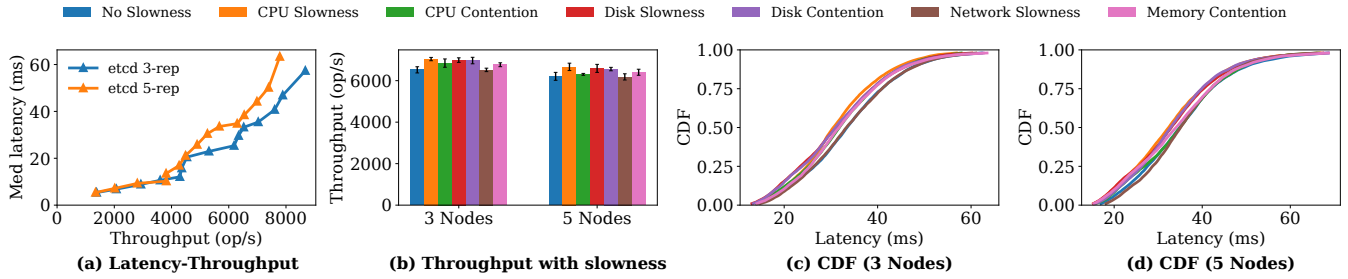 No Slowness CPU Slowness CPU Contention Disk Slowness Disk Contention Network Slowness Memory Contention
Med latency (ms)
60
40
20
0
etcd 3-rep
etcd 5-rep
0 2000 4000 6000 8000
Throughput (op/s)
(a) Latency-Throughput
Throughput (op/s)
6000
4000
2000
0
3 Nodes 5 Nodes
(b) Throughput with slowness
CDF
1.00
0.75
0.50
0.25
0.00
20 40 60
Latency (ms)
(c) CDF (3 Nodes)
CDF
1.00
0.75
0.50
0.25
0.00
20 40 60
Latency (ms)
(d) CDF (5 Nodes)